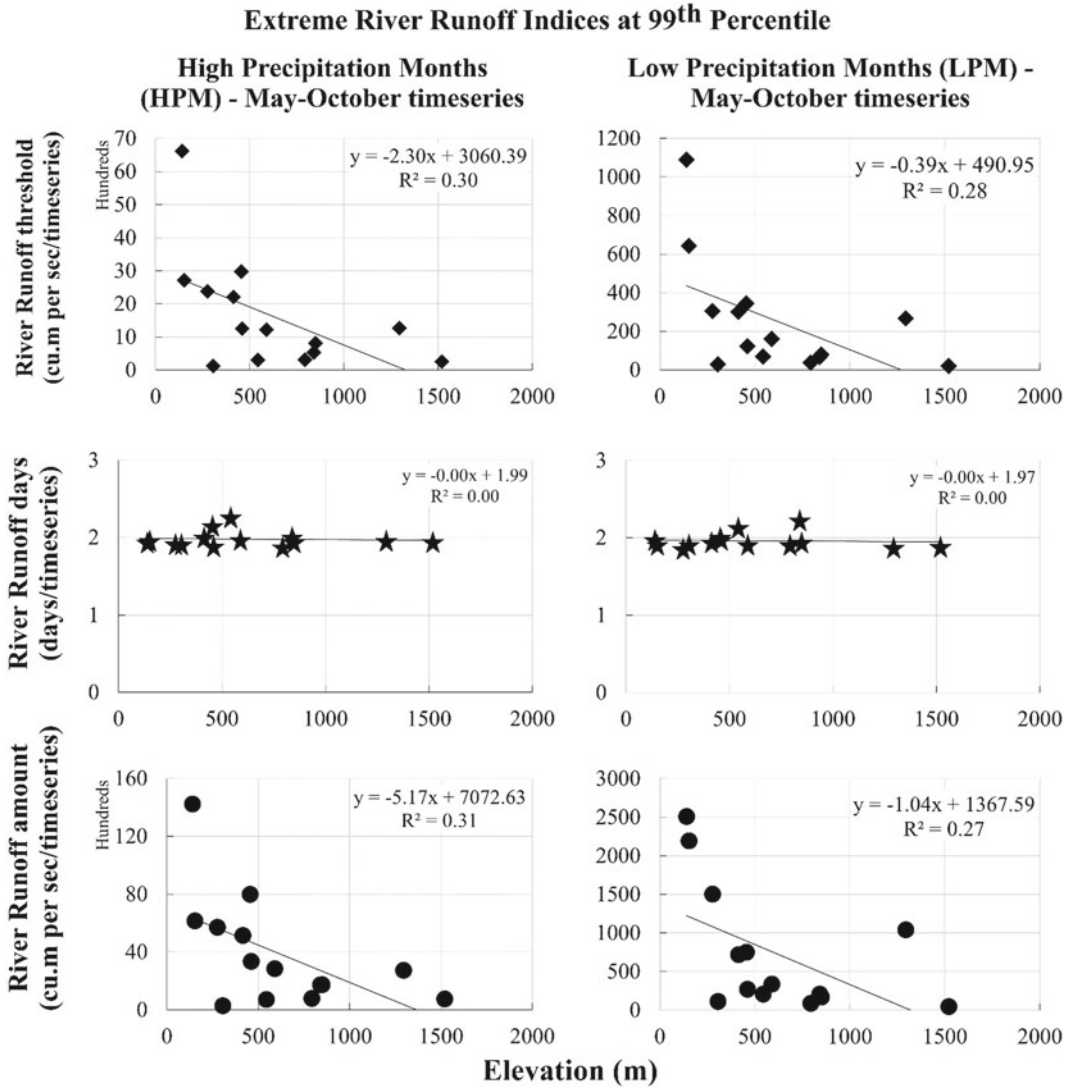 Extreme River Runoff Indices at 99th Percentile
High Precipitation Months
(HPM) - May-October timeseries
Low Precipitation Months (LPM) -
May-October timeseries
River Runoff threshold
(cu.m per sec/timeseries)
Hundreds
70
60
50
40
30
20
10
0
y = -2.30x + 3060.39
R² = 0.30
0 500 1000 1500 2000
1200
1000
800
600
400
200
0
y = -0.39x + 490.95
R² = 0.28
0 500 1000 1500 2000
River Runoff days
(days/timeseries)
3
2
1
0
y = -0.00x + 1.99
R² = 0.00
0 500 1000 1500 2000
3
2
1
0
y = -0.00x + 1.97
R² = 0.00
0 500 1000 1500 2000
River Runoff amount
(cu.m per sec/timeseries)
Hundreds
160
120
80
40
0
y = -5.17x + 7072.63
R² = 0.31
0 500 1000 1500 2000
3000
2500
2000
1500
1000
500
0
y = -1.04x + 1367.59
R² = 0.27
0 500 1000 1500 2000
Elevation (m)